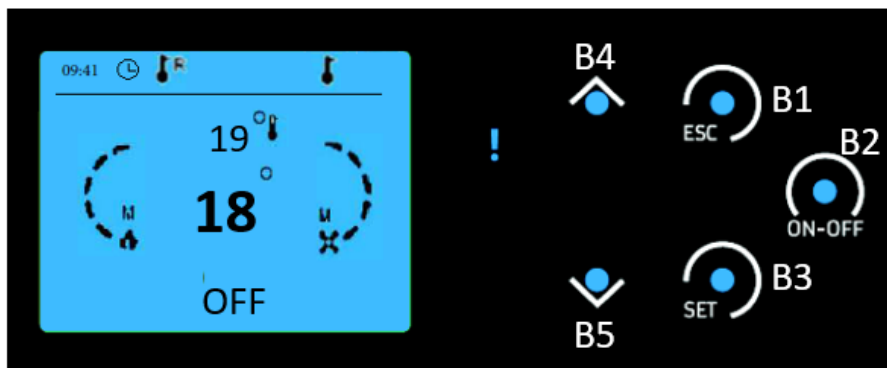 09:41 R
19°
18°
M M
OFF
!
B4
ESC B1
B2
ON-OFF
SET B3
B5